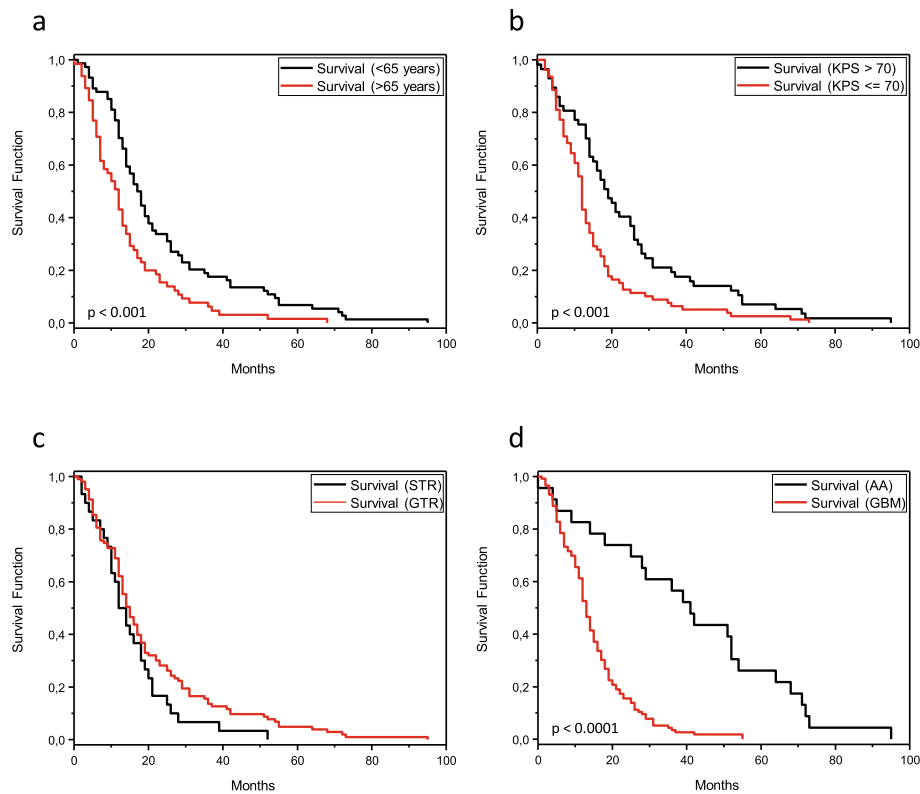 a
1,0
0,8
0,6
0,4
0,2
0,0
Survival Function
Survival (<65 years)
Survival (>65 years)
p < 0.001
0 20 40 60 80 100
Months
b
1,0
0,8
0,6
0,4
0,2
0,0
Survival Function
Survival (KPS > 70)
Survival (KPS <= 70)
p < 0.001
0 20 40 60 80 100
Months
c
1,0
0,8
0,6
0,4
0,2
0,0
Survival Function
Survival (STR)
Survival (GTR)
0 20 40 60 80 100
Months
d
1,0
0,8
0,6
0,4
0,2
0,0
Survival Function
Survival (AA)
Survival (GBM)
p < 0.0001
0 20 40 60 80 100
Months